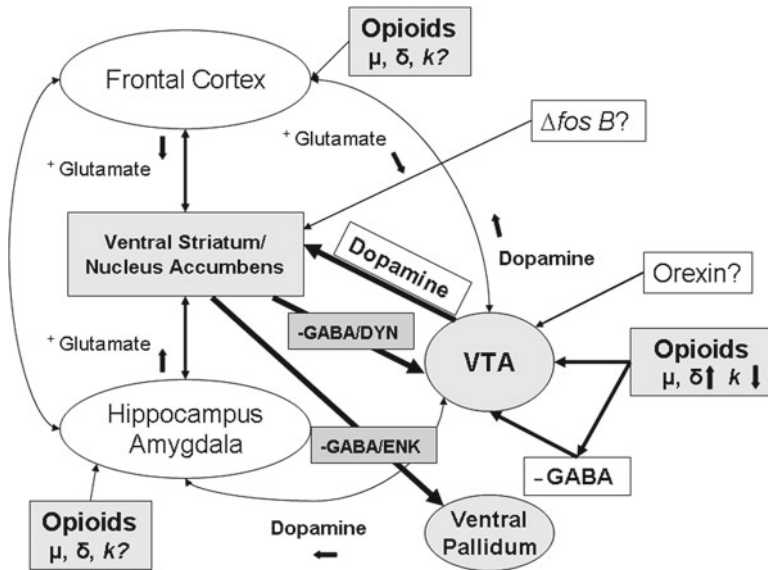 Opioids
μ, δ, k?
Frontal Cortex
Δfos B?
+ Glutamate
+ Glutamate
Ventral Striatum/
Nucleus Accumbens
Dopamine
Dopamine
Orexin?
-GABA/DYN
+ Glutamate
VTA
Opioids
μ, δ k
Hippocampus
Amygdala
-GABA/ENK
–GABA
Opioids
μ, δ, k?
Dopamine
Ventral
Pallidum